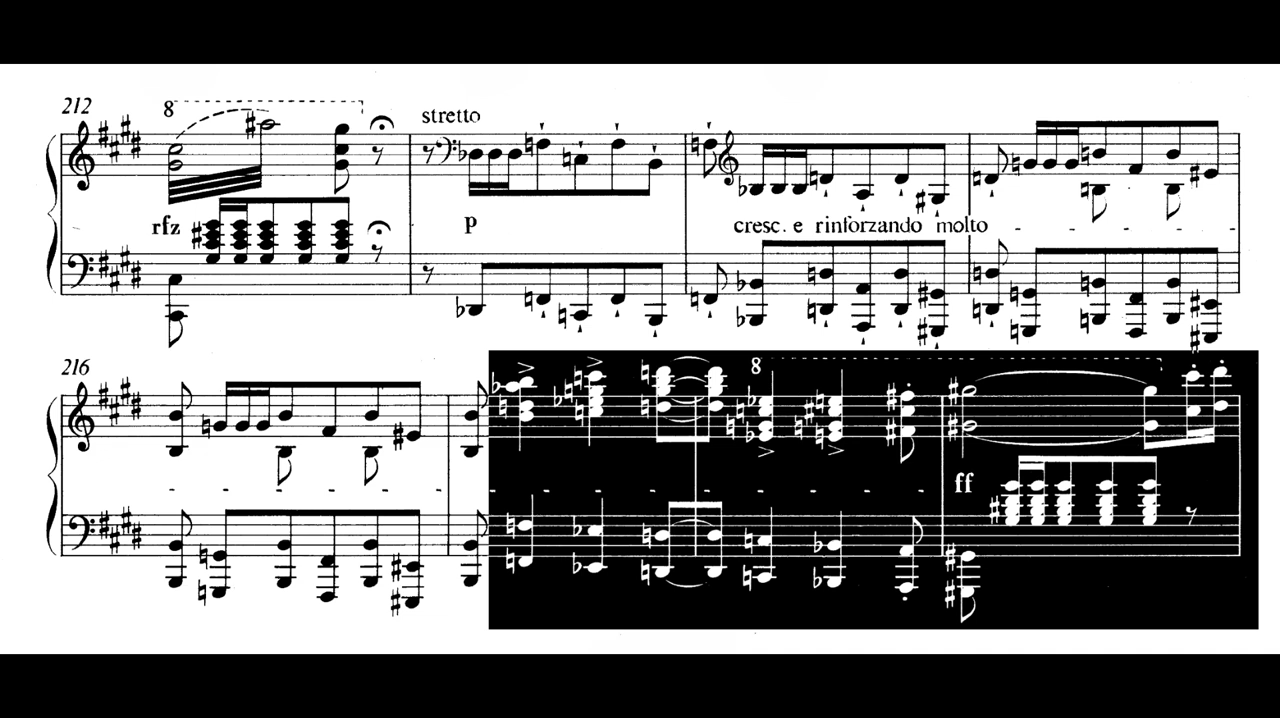 212
8
stretto
rfz
p
cresc. e rinforzando molto
216
8
ff